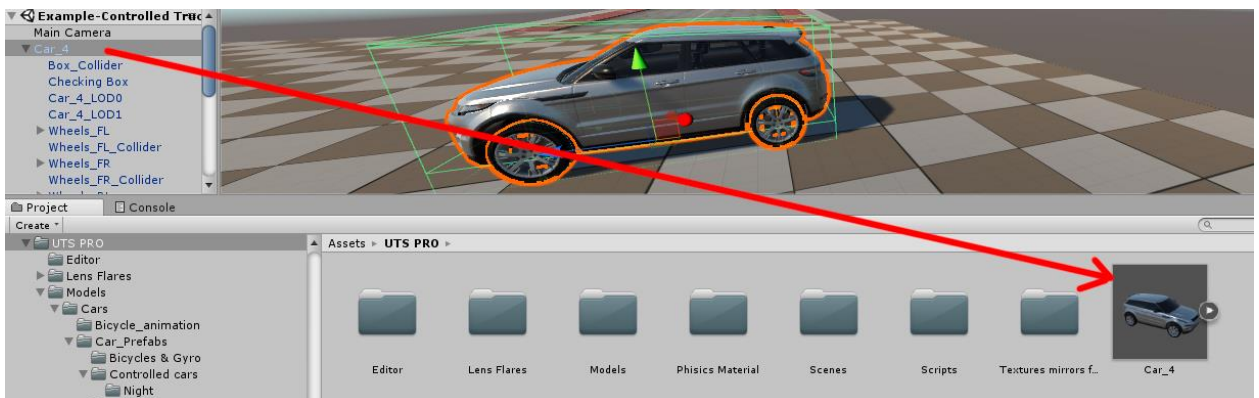 Example-Controlled Truc
Main Camera
Car_4
Box_Collider
Checking Box
Car_4_LOD0
Car_4_LOD1
Wheels_FL
Wheels_FL_Collider
Wheels_FR
Wheels_FR_Collider
Project
Console
Create
UTS PRO
Editor
Lens Flares
Models
Cars
Bicycle_animation
Car_Prefabs
Bicycles & Gyro
Controlled cars
Night
Assets ▸ UTS PRO ▸
Editor
Lens Flares
Models
Phisics Material
Scenes
Scripts
Textures mirrors f...
Car_4